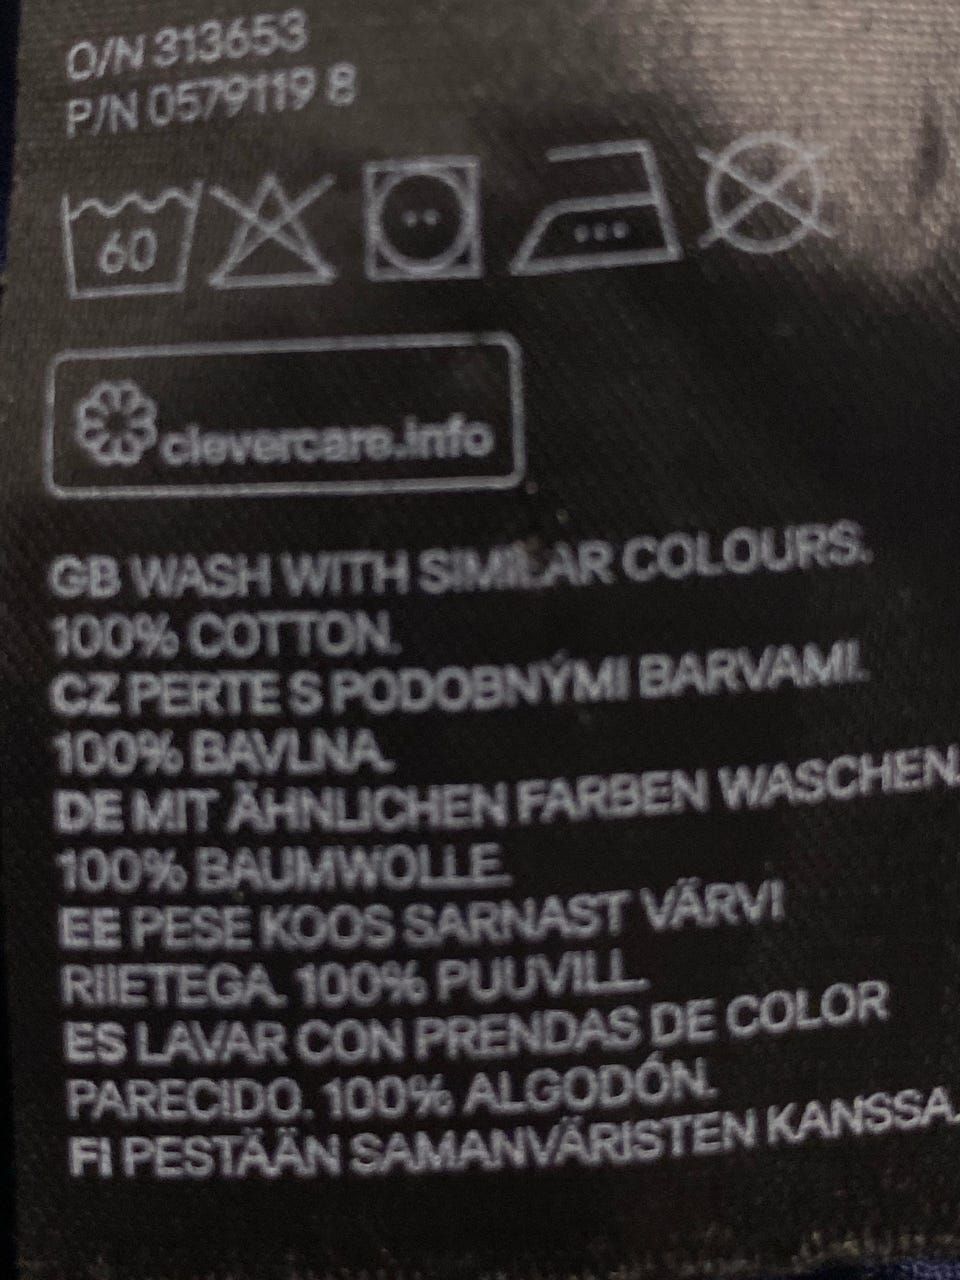 O/N 313653
P/N 0579119 8
60
clevercare.info
GB WASH WITH SIMILAR COLOURS.
100% COTTON.
CZ PERTE S PODOBNÝMI BARVAMI.
100% BAVLNA.
DE MIT ÄHNLICHEN FARBEN WASCHEN.
100% BAUMWOLLE.
EE PESE KOOS SARNAST VÄRVI
RIIETEGA. 100% PUUVILL.
ES LAVAR CON PRENDAS DE COLOR
PARECIDO. 100% ALGODÓN.
FI PESTÄÄN SAMANVÄRISTEN KANSSA.